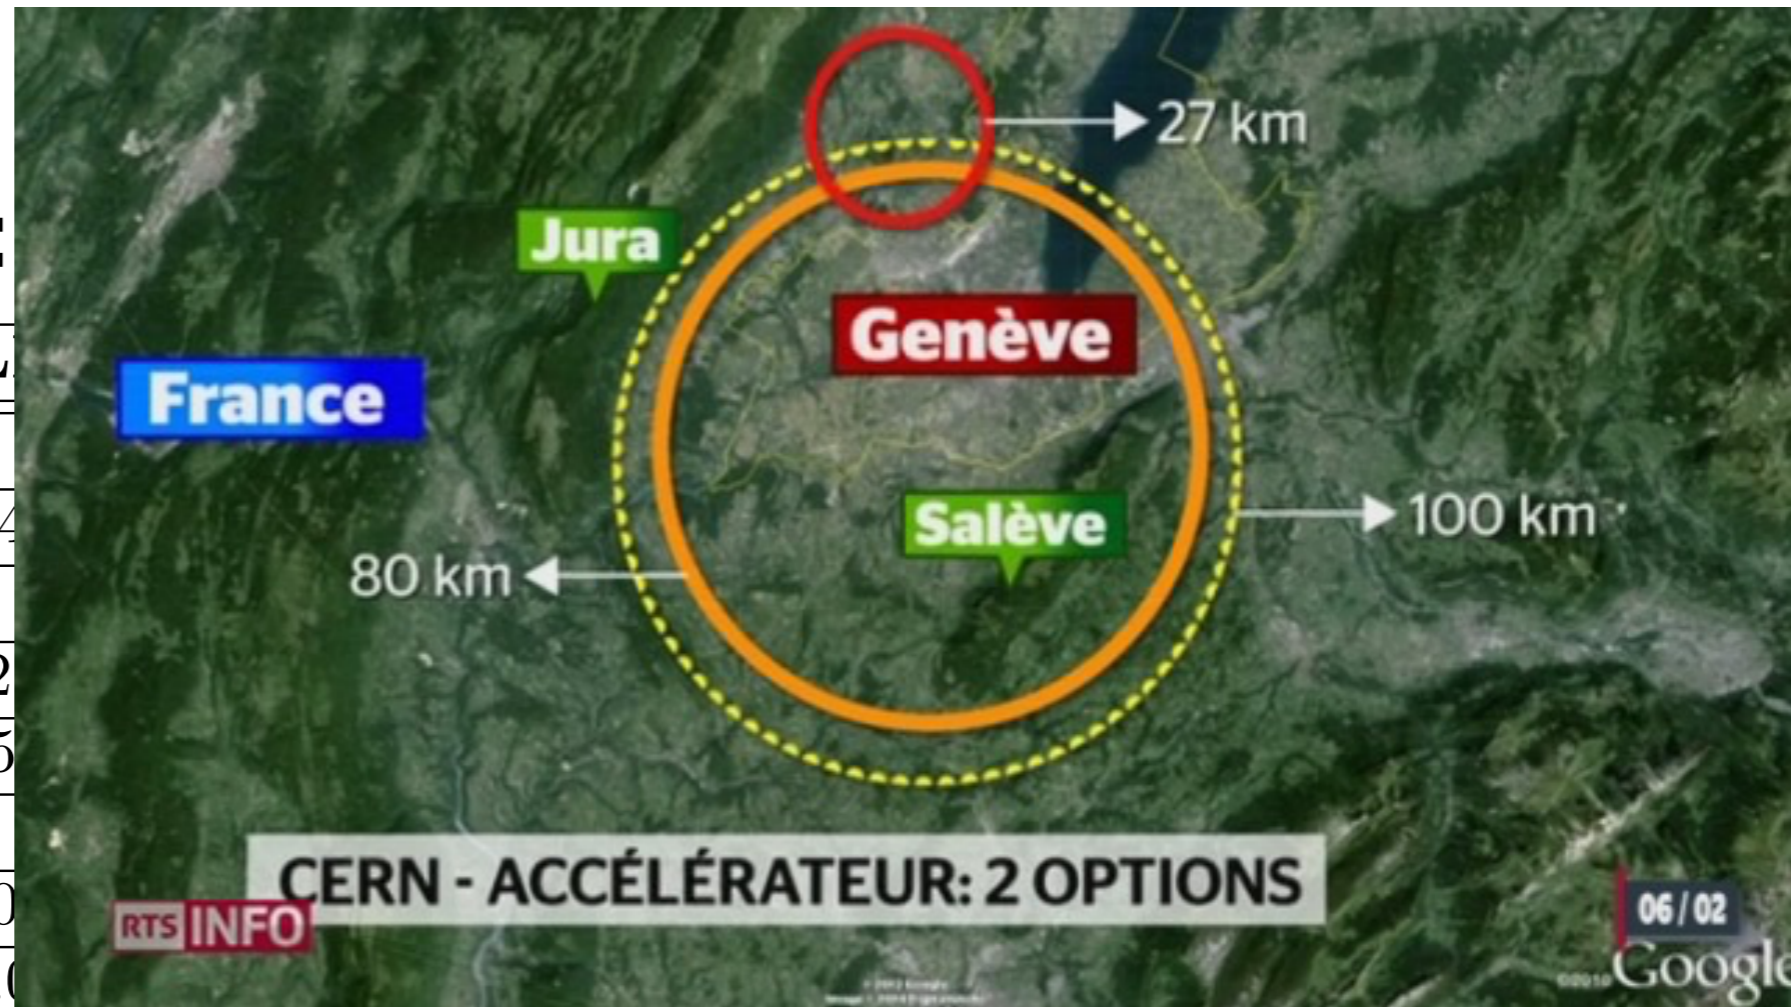 27 km
Jura
Genève
France
Salève
100 km
80 km
CERN - ACCÉLÉRATEUR: 2 OPTIONS
RTS INFO
06/02
Google